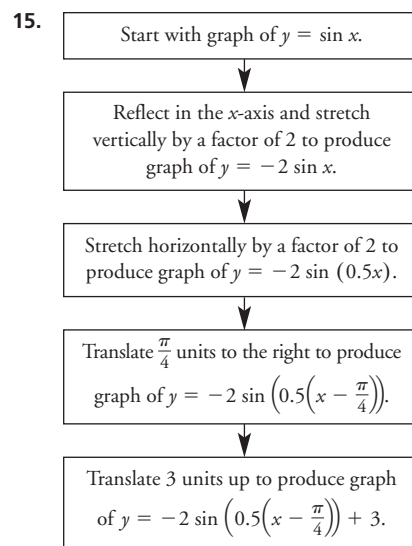 15.
Start with graph of y = sin x.
Reflect in the x-axis and stretch
vertically by a factor of 2 to produce
graph of y = −2 sin x.
Stretch horizontally by a factor of 2 to
produce graph of y = −2 sin (0.5x).
Translate π/4 units to the right to produce
graph of y = −2 sin (0.5(x − π/4)).
Translate 3 units up to produce graph
of y = −2 sin (0.5(x − π/4)) + 3.